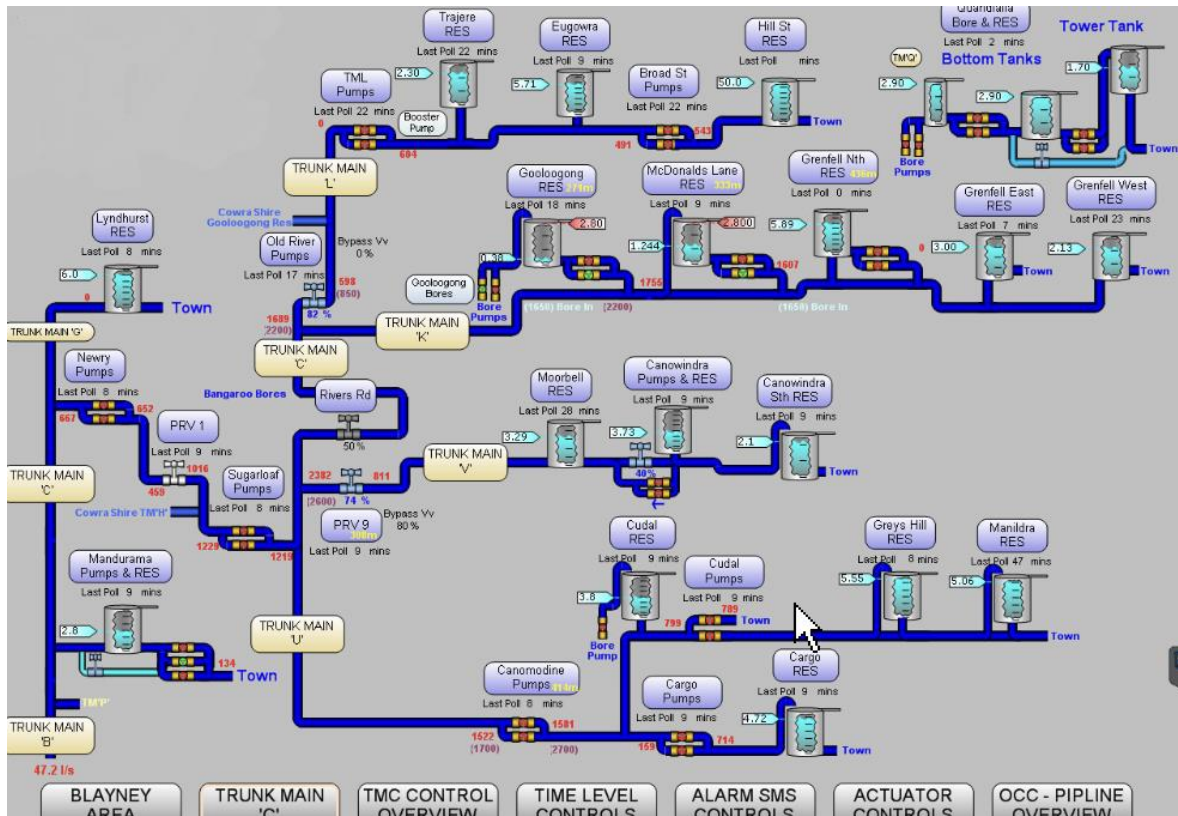 Trajere
RES
Last Poll 22 mins
2.30
Eugowra
RES
Last Poll 9 mins
5.71
Hill St
RES
Last Poll mins
50.0
Quandialla
Bore & RES
Last Poll 2 mins
Tower Tank
TM'Q'
Bottom Tanks
2.90
2.90
1.70
TML
Pumps
Last Poll 22 mins
0
Booster
Pump
604
Broad St
Pumps
Last Poll 22 mins
491
543
Town
Bore
Pumps
Town
TRUNK MAIN
'L'
Cowra Shire
Gooloogong Res
Gooloogong
RES 271m
Last Poll 18 mins
2.80
0.38
McDonalds Lane
RES 333m
Last Poll 9 mins
2.800
1.244
Grenfell Nth
RES 436m
Last Poll 0 mins
5.89
Grenfell East
RES
Last Poll 7 mins
3.00
Grenfell West
RES
Last Poll 23 mins
2.13
Lyndhurst
RES
Last Poll 8 mins
6.0
0
Town
Old River
Pumps
Last Poll 17 mins
Bypass Vv
0 %
598
(850)
82 %
1689
(2200)
Gooloogong
Bores
Bore
Pumps
1755
1607
0
(1650) Bore In
(2200)
(1650) Bore In
TRUNK MAIN
'K'
TRUNK MAIN 'G'
TRUNK MAIN
'C'
Newry
Pumps
Last Poll 8 mins
667
652
Bangaroo Bores
Rivers Rd
50%
Moorbell
RES
Last Poll 28 mins
3.29
Canowindra
Pumps & RES
Last Poll 9 mins
3.73
40%
Canowindra
Sth RES
Last Poll 9 mins
2.1
Town
PRV 1
Last Poll 9 mins
1016
459
TRUNK MAIN
'C'
Sugarloaf
Pumps
Last Poll 8 mins
Cowra Shire TM'H'
1229
1219
2382
811
(2600)
74 %
TRUNK MAIN
'V'
PRV 9
308m
Bypass Vv
80 %
Last Poll 9 mins
Mandurama
Pumps & RES
Last Poll 9 mins
2.8
134
Town
TM'P'
TRUNK MAIN
'U'
Cudal
RES
Last Poll 9 mins
3.8
Bore
Pump
Cudal
Pumps
Last Poll 9 mins
789
799
Town
Greys Hill
RES
Last Poll 8 mins
5.55
Manildra
RES
Last Poll 47 mins
5.06
Town
Canomodine
Pumps 414m
Last Poll 8 mins
1581
1522
(1700)
(2700)
Cargo
Pumps
Last Poll 9 mins
159
714
Cargo
RES
Last Poll 9 mins
4.72
Town
TRUNK MAIN
'B'
47.2 l/s
BLAYNEY
AREA
TRUNK MAIN
'C'
TMC CONTROL
OVERVIEW
TIME LEVEL
CONTROLS
ALARM SMS
CONTROLS
ACTUATOR
CONTROLS
OCC - PIPLINE
OVERVIEW